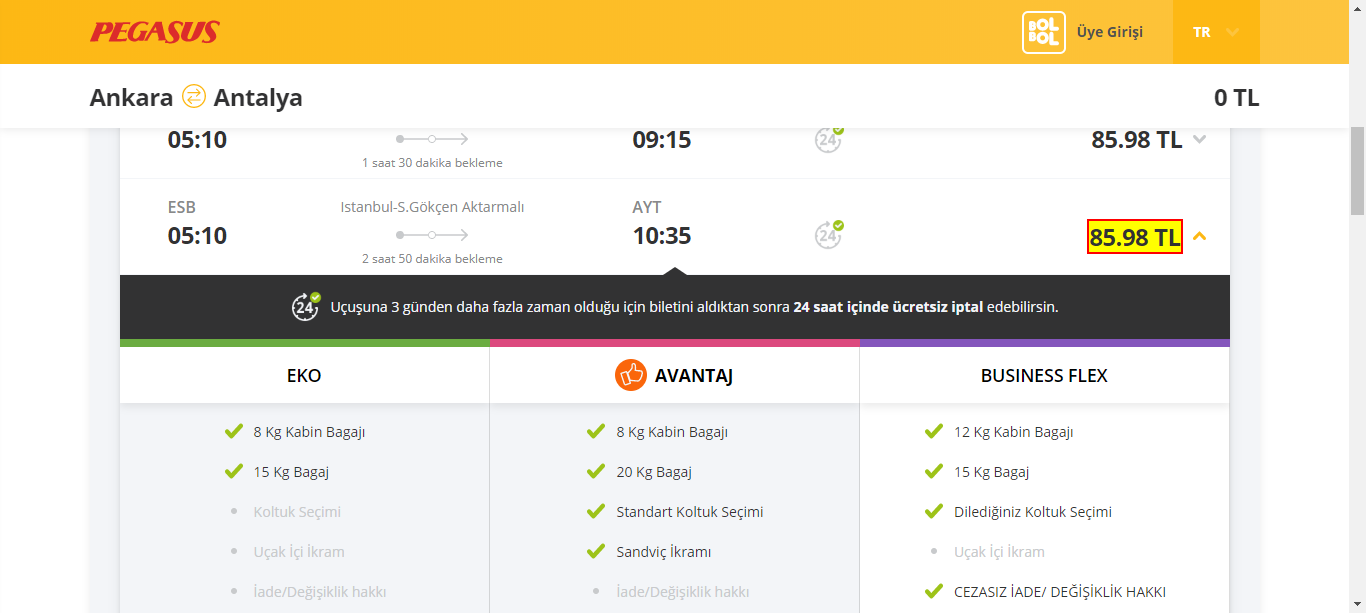 PEGASUS
BOL
BOL
Üye Girişi
TR
Ankara Antalya
0 TL
05:10
09:15
24
85.98 TL
1 saat 30 dakika bekleme
ESB
Istanbul-S.Gökçen Aktarmalı
AYT
05:10
10:35
24
85.98 TL
2 saat 50 dakika bekleme
24
Uçuşuna 3 günden daha fazla zaman olduğu için biletini aldıktan sonra 24 saat içinde ücretsiz iptal edebilirsin.
EKO
AVANTAJ
BUSINESS FLEX
8 Kg Kabin Bagajı
8 Kg Kabin Bagajı
12 Kg Kabin Bagajı
15 Kg Bagaj
20 Kg Bagaj
15 Kg Bagaj
Koltuk Seçimi
Standart Koltuk Seçimi
Dilediğiniz Koltuk Seçimi
Uçak İçi İkram
Sandviç İkramı
Uçak İçi İkram
İade/Değişiklik hakkı
İade/Değişiklik hakkı
CEZASIZ İADE/ DEĞİŞİKLİK HAKKI